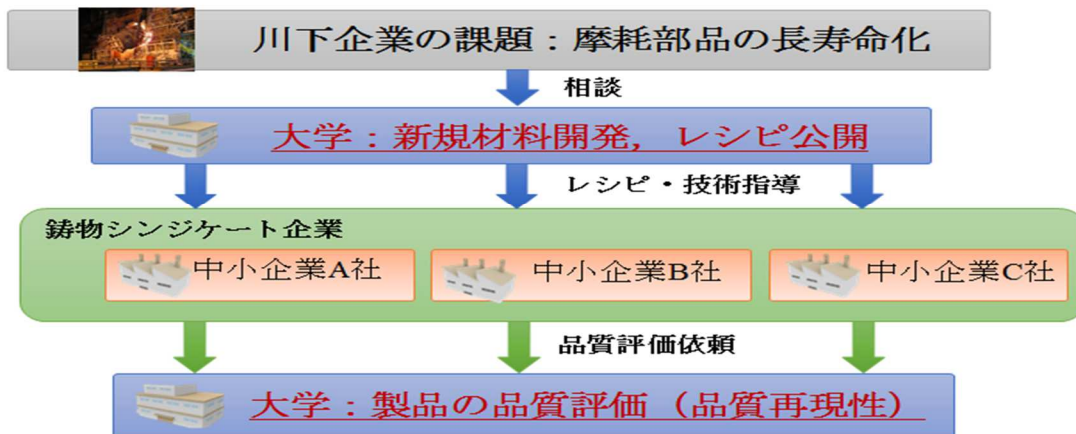 川下企業の課題：摩耗部品の長寿命化
相談
大学：新規材料開発，レシピ公開
レシピ・技術指導
鋳物シンジケート企業
中小企業A社
中小企業B社
中小企業C社
品質評価依頼
大学：製品の品質評価（品質再現性）